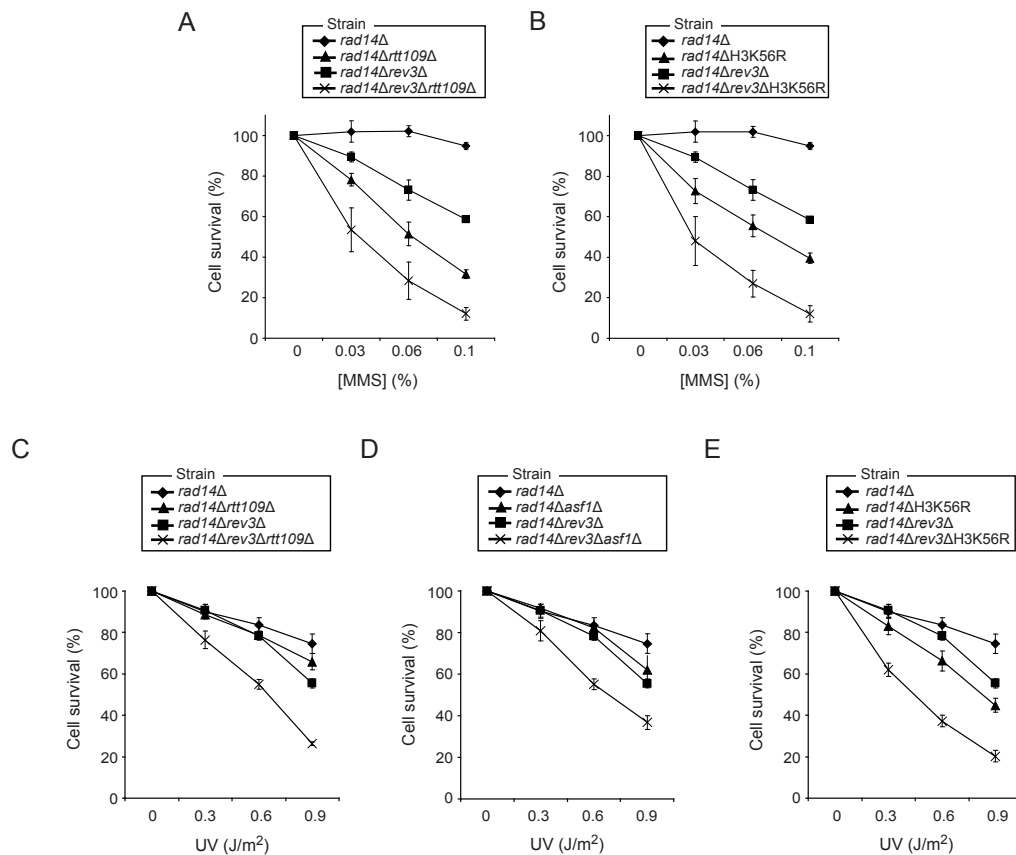 A
Strain
rad14Δ
rad14Δrtt109Δ
rad14Δrev3Δ
rad14Δrev3Δrtt109Δ
Cell survival (%)
100
80
60
40
20
0
0 0.03 0.06 0.1
[MMS] (%)
B
Strain
rad14Δ
rad14ΔH3K56R
rad14Δrev3Δ
rad14Δrev3ΔH3K56R
Cell survival (%)
100
80
60
40
20
0
0 0.03 0.06 0.1
[MMS] (%)
C
Strain
rad14Δ
rad14Δrtt109Δ
rad14Δrev3Δ
rad14Δrev3Δrtt109Δ
Cell survival (%)
100
80
60
40
20
0
0 0.3 0.6 0.9
UV (J/m²)
D
Strain
rad14Δ
rad14Δasf1Δ
rad14Δrev3Δ
rad14Δrev3Δasf1Δ
Cell survival (%)
100
80
60
40
20
0
0 0.3 0.6 0.9
UV (J/m²)
E
Strain
rad14Δ
rad14ΔH3K56R
rad14Δrev3Δ
rad14Δrev3ΔH3K56R
Cell survival (%)
100
80
60
40
20
0
0 0.3 0.6 0.9
UV (J/m²)